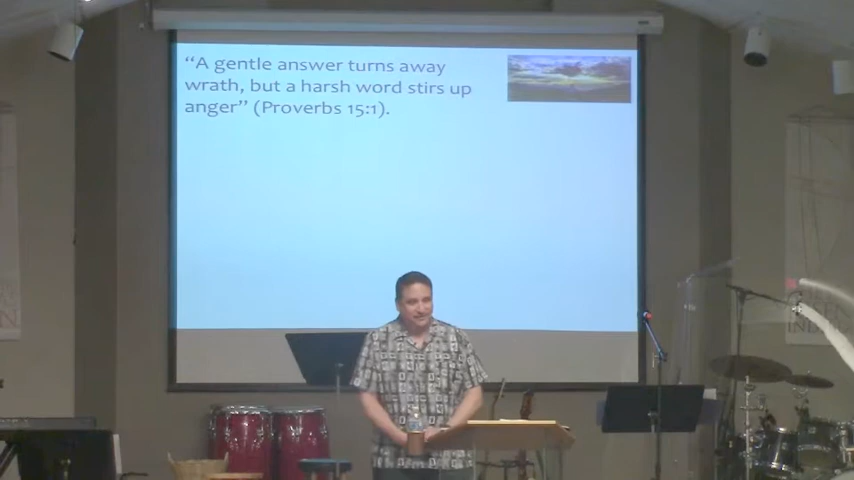 “A gentle answer turns away
wrath, but a harsh word stirs up
anger” (Proverbs 15:1).